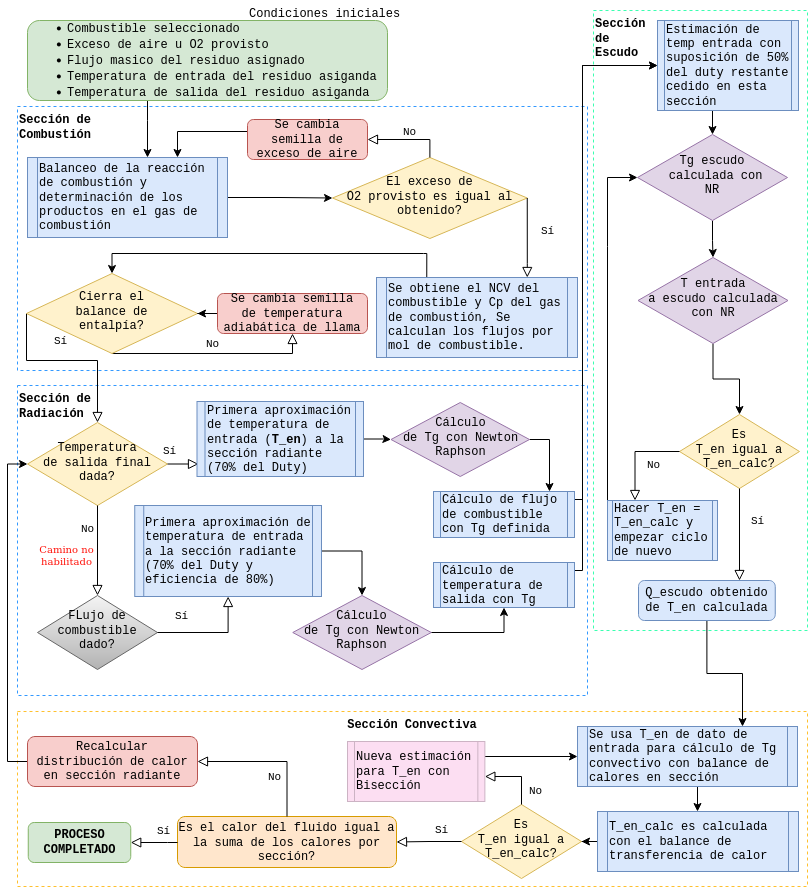 Condiciones iniciales
• Combustible seleccionado
• Exceso de aire u O2 provisto
• Flujo masico del residuo asignado
• Temperatura de entrada del residuo asiganda
• Temperatura de salida del residuo asiganda
Sección de
Combustión
Se cambia
semilla de
exceso de aire
No
Balanceo de la reacción
de combustión y
determinación de los
productos en el gas de
combustión
El exceso de
O2 provisto es igual al
obtenido?
Sí
Se obtiene el NCV del
combustible y Cp del gas
de combustión, Se
calculan los flujos por
mol de combustible.
Cierra el
balance de
entalpía?
Se cambia semilla
de temperatura
adiabática de llama
No
Sí
Sección de
Radiación
Temperatura
de salida final
dada?
Sí
Primera aproximación
de temperatura de
entrada (T_en) a la
sección radiante
(70% del Duty)
Cálculo
de Tg con Newton
Raphson
Cálculo de flujo
de combustible
con Tg definida
No
Camino no
habilitado
FLujo de
combustible
dado?
Sí
Primera aproximación de
temperatura de entrada
a la sección radiante
(70% del Duty y
eficiencia de 80%)
Cálculo
de Tg con Newton
Raphson
Cálculo de
temperatura de
salida con Tg
Sección
de
Escudo
Estimación de
temp entrada con
suposición de 50%
del duty restante
cedido en esta
sección
Tg escudo
calculada con
NR
T entrada
a escudo calculada
con NR
Es
T_en igual a
T_en_calc?
No
Hacer T_en =
T_en_calc y
empezar ciclo
de nuevo
Sí
Q_escudo obtenido
de T_en calculada
Sección Convectiva
Se usa T_en de dato de
entrada para cálculo de Tg
convectivo con balance de
calores en sección
T_en_calc es calculada
con el balance de
transferencia de calor
Es
T_en igual a
T_en_calc?
No
Nueva estimación
para T_en con
Bisección
Sí
Es el calor del fluido igual a
la suma de los calores por
sección?
No
Recalcular
distribución de calor
en sección radiante
Sí
PROCESO
COMPLETADO